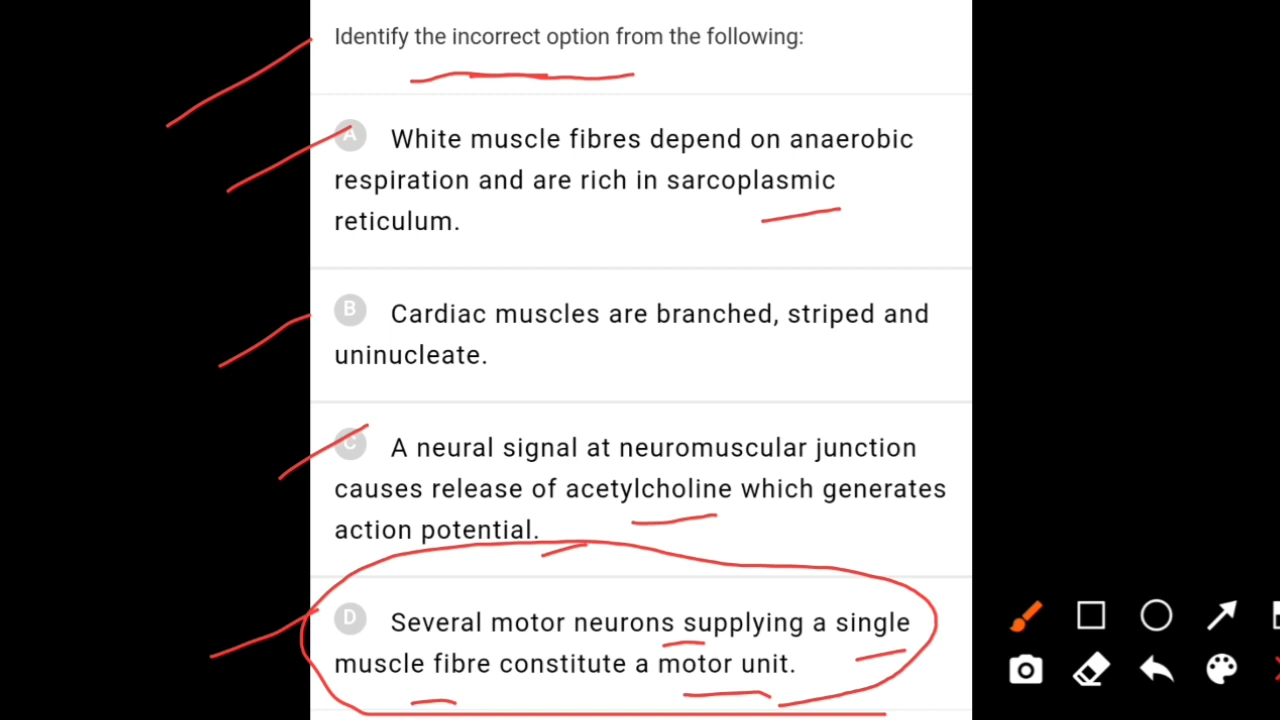 Identify the incorrect option from the following:
A White muscle fibres depend on anaerobic
respiration and are rich in sarcoplasmic
reticulum.
B Cardiac muscles are branched, striped and
uninucleate.
C A neural signal at neuromuscular junction
causes release of acetylcholine which generates
action potential.
D Several motor neurons supplying a single
muscle fibre constitute a motor unit.